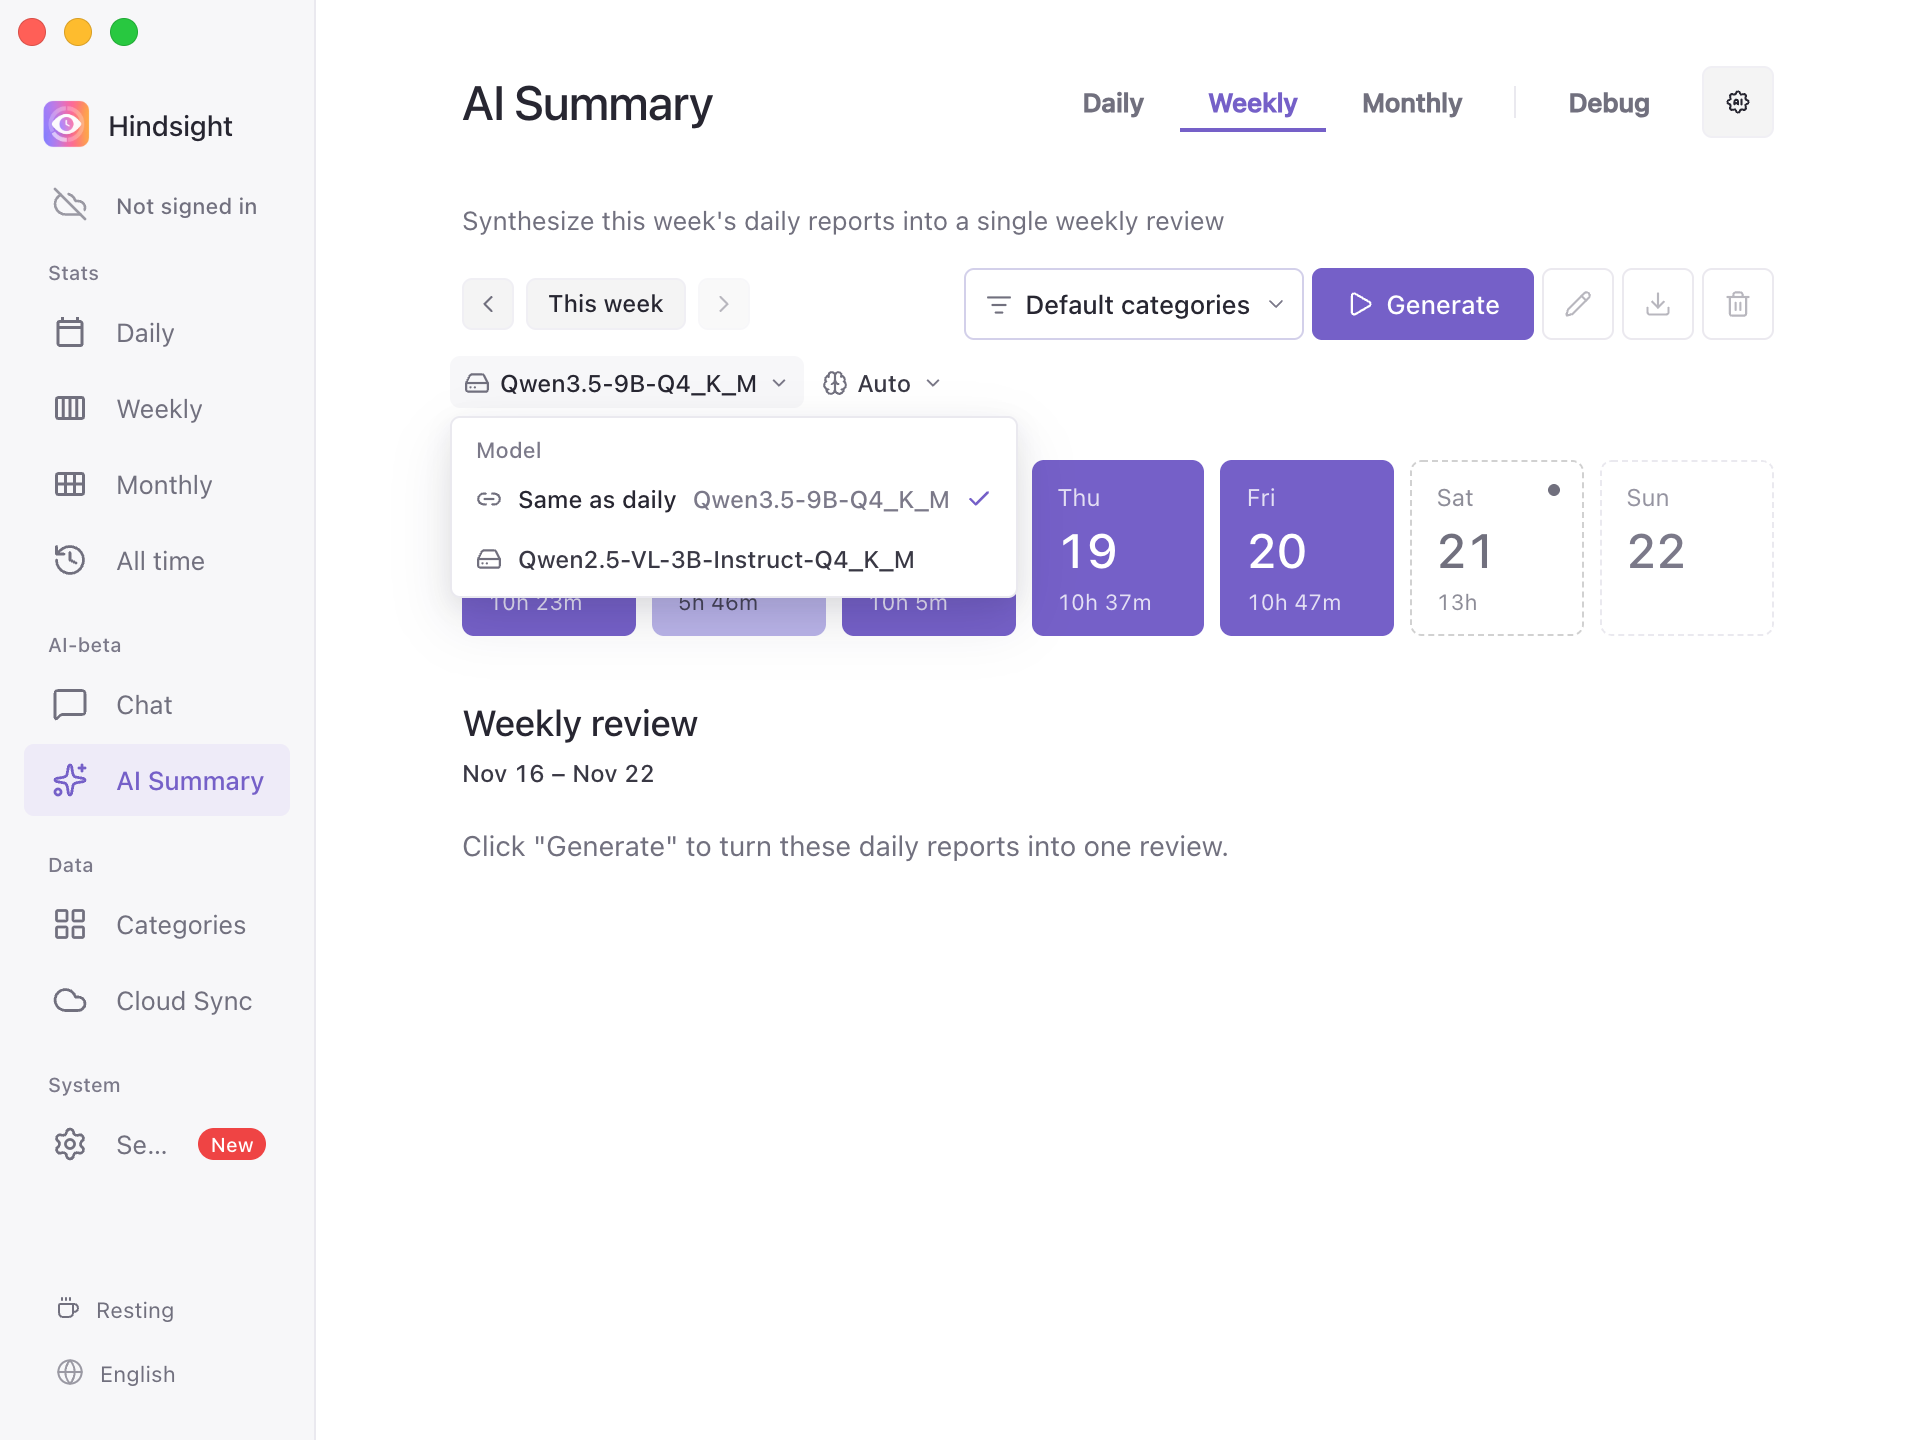 Hindsight
Not signed in
Stats
Daily
Weekly
Monthly
All time
AI-beta
Chat
AI Summary
Data
Categories
Cloud Sync
System
Se... New
Resting
English
AI Summary
Daily Weekly Monthly Debug
Synthesize this week's daily reports into a single weekly review
This week
Default categories
Generate
Qwen3.5-9B-Q4_K_M
Auto
Model
Same as daily Qwen3.5-9B-Q4_K_M
Qwen2.5-VL-3B-Instruct-Q4_K_M
10h 23m
5h 46m
10h 5m
Thu
19
10h 37m
Fri
20
10h 47m
Sat
21
13h
Sun
22
Weekly review
Nov 16 – Nov 22
Click "Generate" to turn these daily reports into one review.